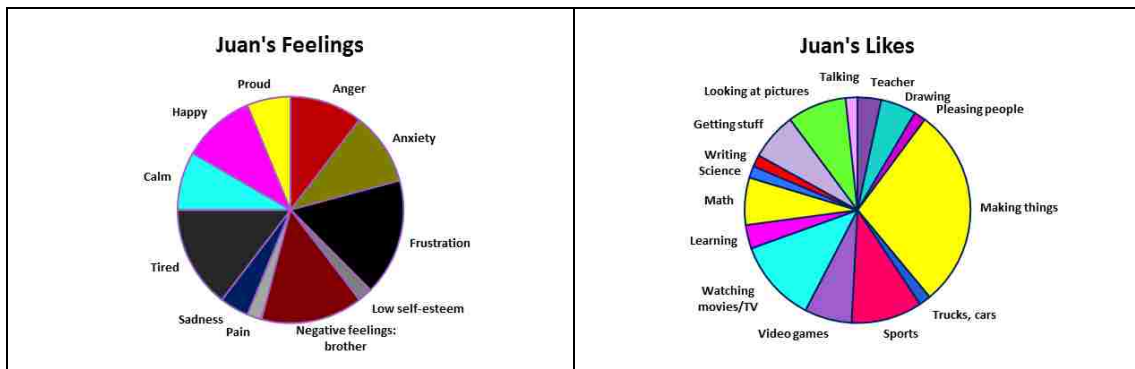 Juan's Feelings
Proud
Anger
Happy
Anxiety
Calm
Frustration
Tired
Low self-esteem
Sadness
Pain
Negative feelings:
brother
Juan's Likes
Talking
Teacher
Drawing
Looking at pictures
Pleasing people
Getting stuff
Writing
Science
Math
Making things
Learning
Watching
movies/TV
Trucks, cars
Video games
Sports